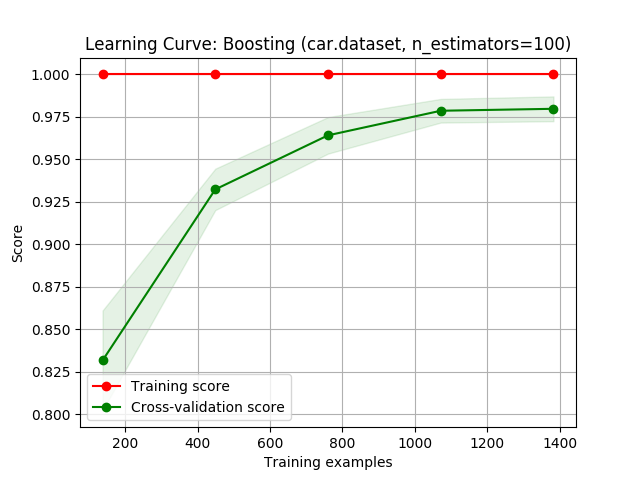 Learning Curve: Boosting (car.dataset, n_estimators=100)
1.000
0.975
0.950
0.925
0.900
0.875
0.850
0.825
0.800
Score
Training score
Cross-validation score
200 400 600 800 1000 1200 1400
Training examples